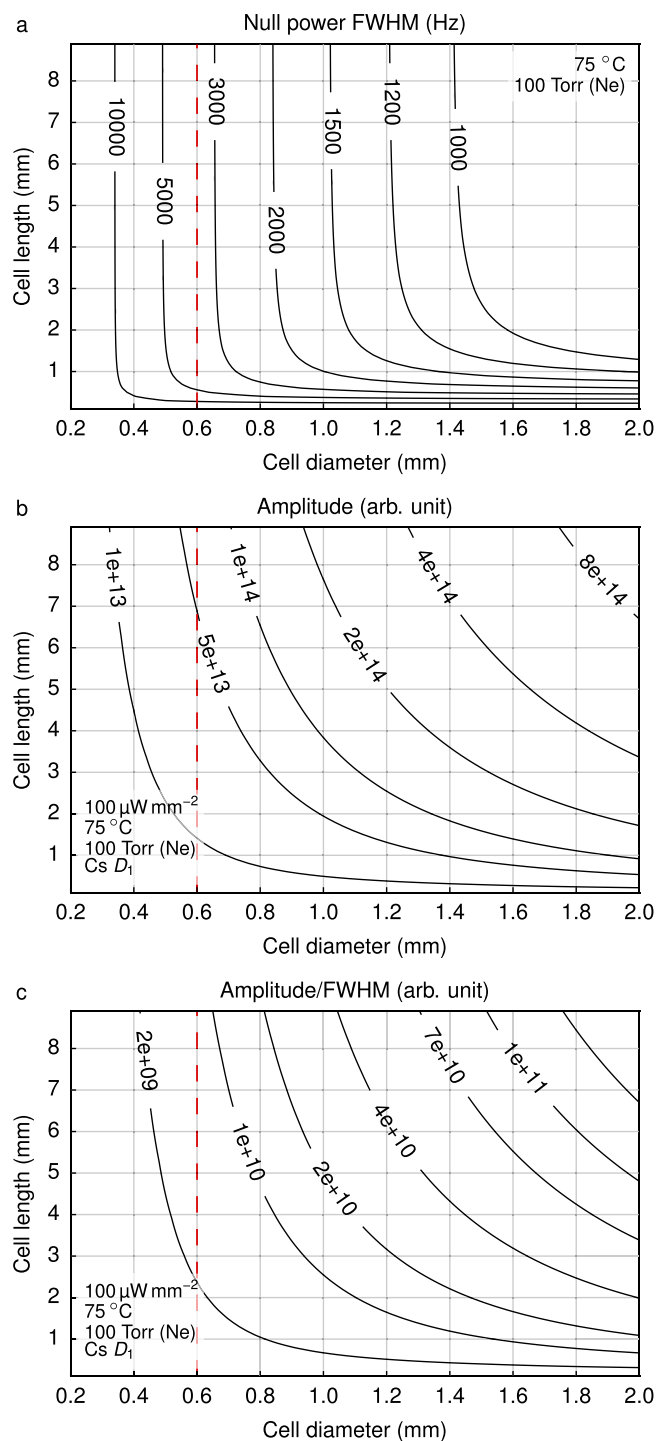 a
Null power FWHM (Hz)
75 °C
100 Torr (Ne)
10000
5000
3000
2000
1500
1200
1000
Cell length (mm)
8
7
6
5
4
3
2
1
0.2 0.4 0.6 0.8 1.0 1.2 1.4 1.6 1.8 2.0
Cell diameter (mm)
b
Amplitude (arb. unit)
1e+13
5e+13
1e+14
2e+14
4e+14
8e+14
Cell length (mm)
8
7
6
5
4
3
2
1
100 µW mm⁻²
75 °C
100 Torr (Ne)
Cs D₁
0.2 0.4 0.6 0.8 1.0 1.2 1.4 1.6 1.8 2.0
Cell diameter (mm)
c
Amplitude/FWHM (arb. unit)
2e+09
1e+10
2e+10
4e+10
7e+10
1e+11
Cell length (mm)
8
7
6
5
4
3
2
1
100 µW mm⁻²
75 °C
100 Torr (Ne)
Cs D₁
0.2 0.4 0.6 0.8 1.0 1.2 1.4 1.6 1.8 2.0
Cell diameter (mm)